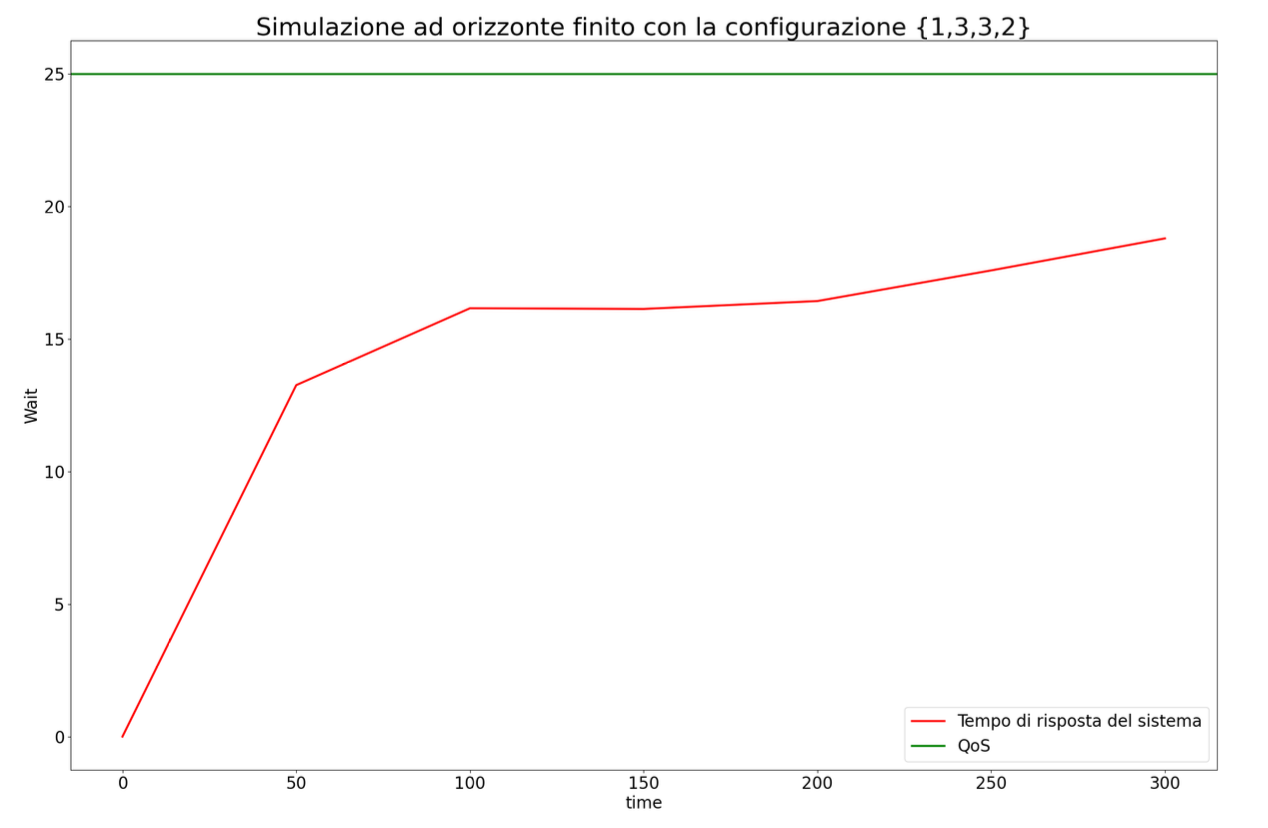 Simulazione ad orizzonte finito con la configurazione {1,3,3,2}
25
20
15
10
5
0
Wait
0 50 100 150 200 250 300
time
Tempo di risposta del sistema
QoS